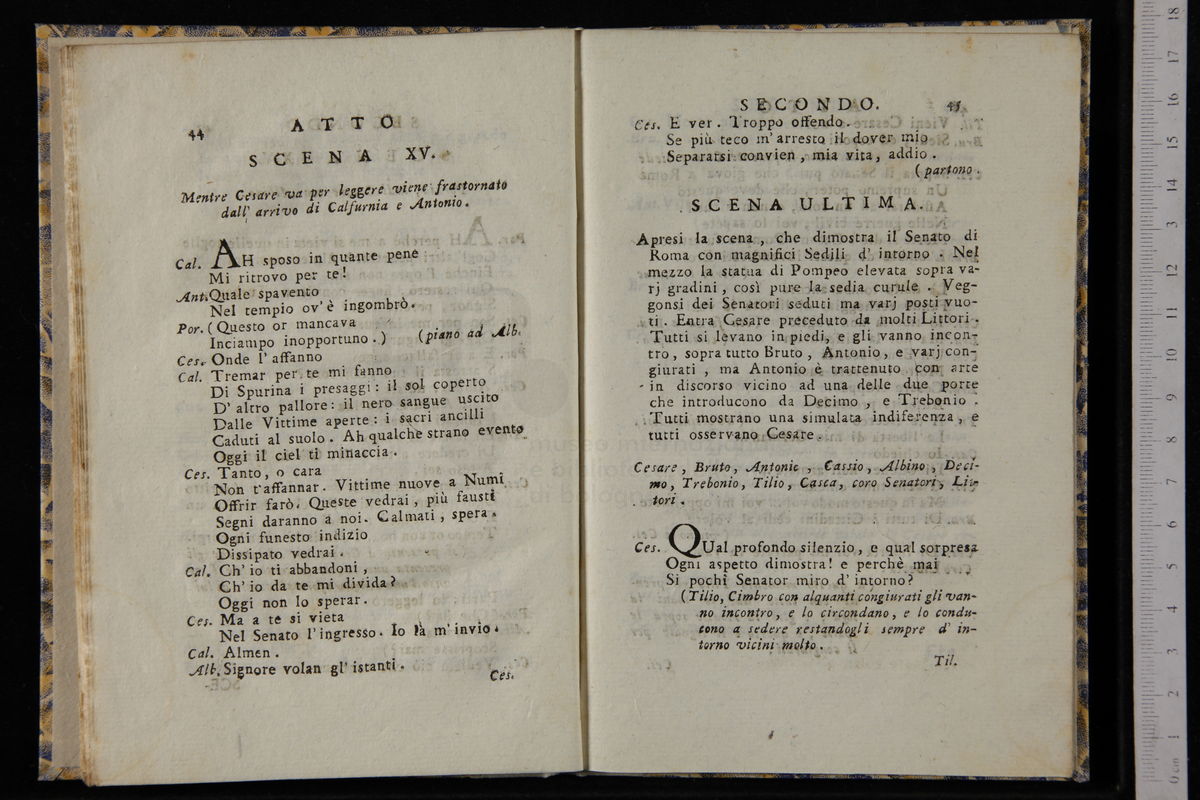 44
ATTO
SCENA XV.
Mentre Cesare va per leggere viene frastornato
dall' arrivo di Calfurnia e Antonio.
Cal. AH sposo in quante pene
Mi ritrovo per te!
Ant. Quale spavento
Nel tempio ov'è ingombrò.
Por. (Questo or mancava
Inciampo inopportuno.) (piano ad Alb.
Ces. Onde l'affanno
Cal. Tremar per te mi fanno
Di Spurina i presaggi: il sol coperto
D' altro pallore: il nero sangue uscito
Dalle Vittime aperte: i sacri ancilli
Caduti al suolo. Ah qualche strano evento
Oggi il ciel ti minaccia.
Ces. Tanto, o cara
Non t'affannar. Vittime nuove a Numi
Offrir farò. Queste vedrai, più fausti
Segni daranno a noi. Calmati, spera.
Ogni funesto indizio
Dissipato vedrai.
Cal. Ch' io ti abbandoni,
Ch' io da te mi divida?
Oggi non lo sperar.
Ces. Ma a te si vieta
Nel Senato l'ingresso. Io là m'invio.
Cal. Almen.
Alb. Signore volan gl' istanti.
Ces.
SECONDO. 45
Ces. E ver. Troppo offendo.
Se più teco m' arresto il dover mio
Separarsi convien, mia vita, addio.
(partono.
SCENA ULTIMA.
Apresi la scena, che dimostra il Senato di
Roma con magnifici Sedili d' intorno. Nel
mezzo la statua di Pompeo elevata sopra va-
rj gradini, così pure la sedia curule. Veg-
gonsi dei Senatori seduti ma varj posti vuo-
ti. Entra Cesare preceduto da molti Littori.
Tutti si levano in piedi, e gli vanno incon-
tro, sopra tutto Bruto, Antonio, e varj con-
giurati, ma Antonio è trattenuto con arte
in discorso vicino ad una delle due porte
che introducono da Decimo, e Trebonio.
Tutti mostrano una simulata indiferenza, e
tutti osservano Cesare.
Cesare, Bruto, Antonio, Cassio, Albino, Deci-
mo, Trebonio, Tilio, Casca, coro Senatori, Lit-
tori.
Ces. QUal profondo silenzio, e qual sorpresa
Ogni aspetto dimostra! e perchè mai
Si pochi Senator miro d' intorno?
(Tilio, Cimbro con alquanti congiurati gli van-
no incontro, e lo circondano, e lo condu-
cono a sedere restandogli sempre d' in-
torno vicini molto.
Til.